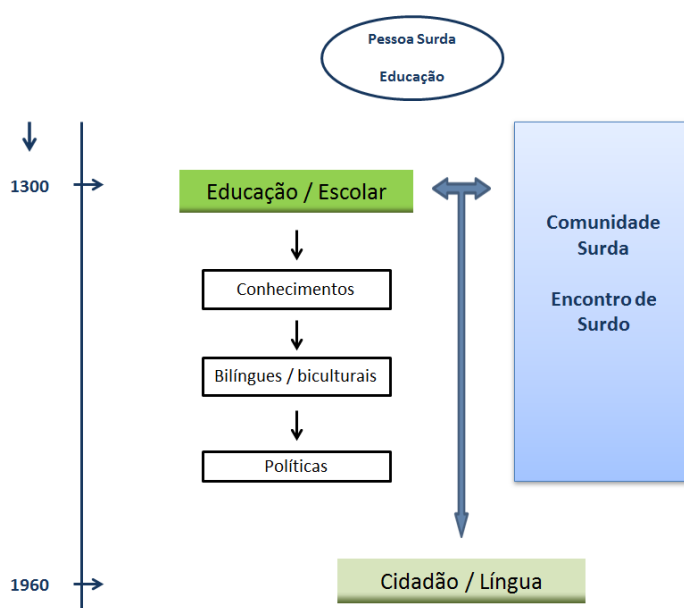 Pessoa Surda
Educação
1300
Educação / Escolar
Comunidade
Surda
Encontro de
Surdo
Conhecimentos
Bilíngues / biculturais
Políticas
1960
Cidadão / Língua